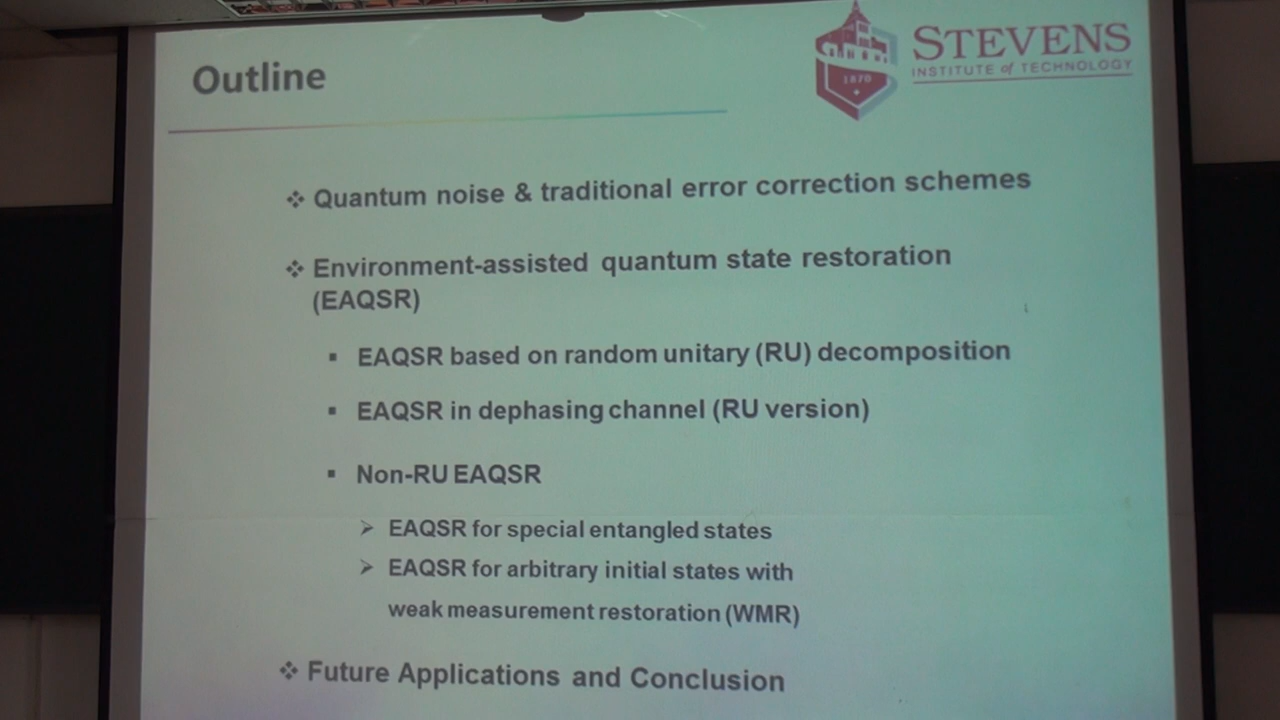 Outline
STEVENS
INSTITUTE of TECHNOLOGY
1870
Quantum noise & traditional error correction schemes
Environment-assisted quantum state restoration
(EAQSR)
EAQSR based on random unitary (RU) decomposition
EAQSR in dephasing channel (RU version)
Non-RU EAQSR
EAQSR for special entangled states
EAQSR for arbitrary initial states with
weak measurement restoration (WMR)
Future Applications and Conclusion